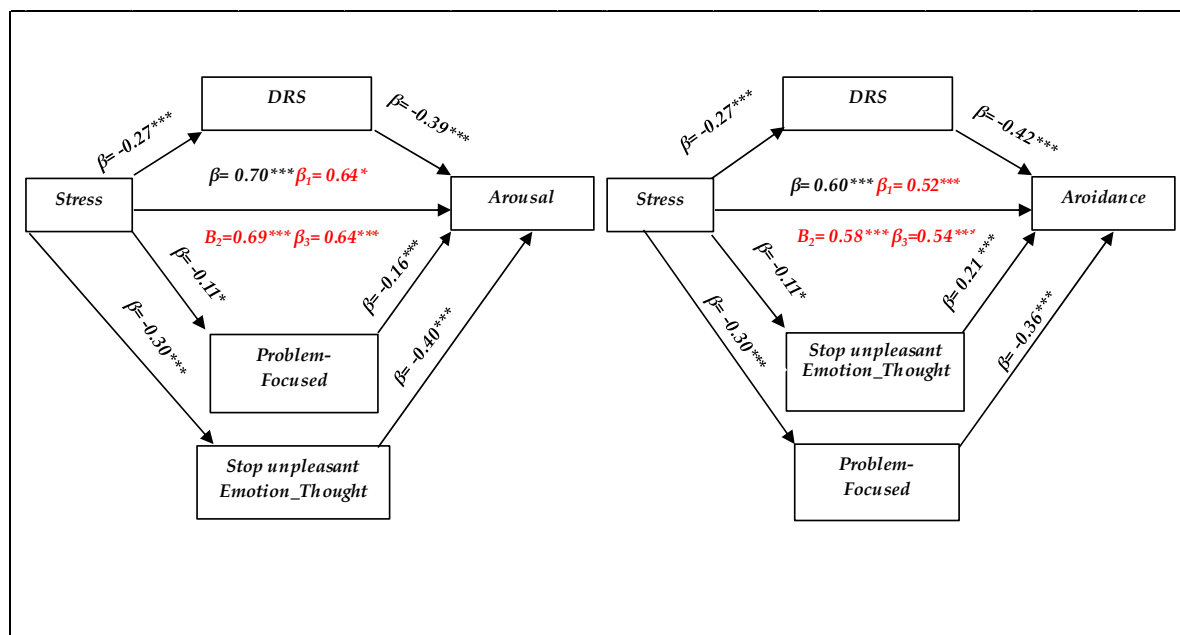 DRS
β= -0.27***
β= -0.39***
β= 0.70*** β₁= 0.64*
Stress
Arousal
B₂=0.69*** β₃= 0.64***
β= -0.11*
β= -0.16***
β= -0.30***
β= -0.40***
Problem-
Focused
Stop unpleasant
Emotion_Thought
DRS
β= -0.27***
β= -0.42***
β= 0.60*** β₁= 0.52***
Stress
Aroidance
B₂= 0.58*** β₃=0.54***
β= -0.11*
β= 0.21***
β= -0.30***
β= -0.36***
Stop unpleasant
Emotion_Thought
Problem-
Focused